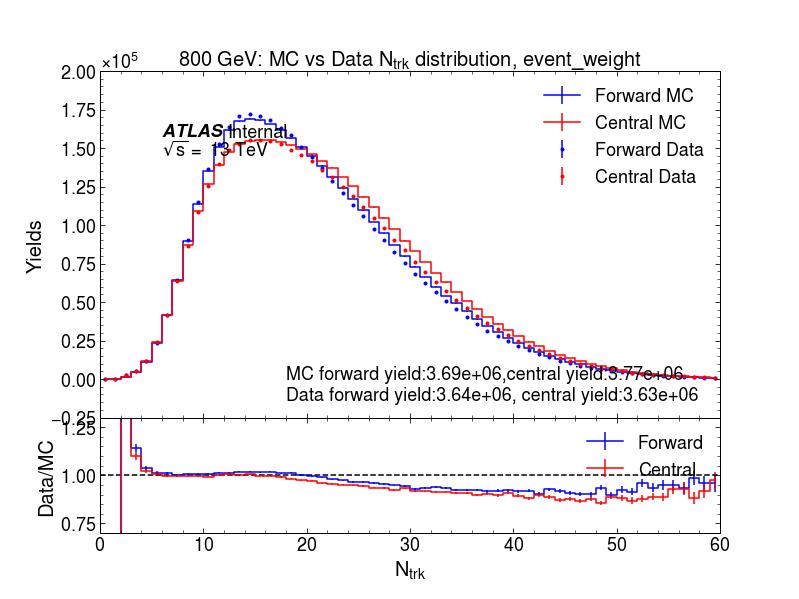 ×10⁵
800 GeV: MC vs Data Ntrk distribution, event_weight
2.00
1.75
1.50
1.25
1.00
0.75
0.50
0.25
0.00
−0.25
Yields
ATLAS Internal
√s = 13 TeV
Forward MC
Central MC
Forward Data
Central Data
MC forward yield:3.69e+06,central yield:3.77e+06
Data forward yield:3.64e+06, central yield:3.63e+06
1.25
1.00
0.75
Data/MC
Forward
Central
0 10 20 30 40 50 60
Ntrk